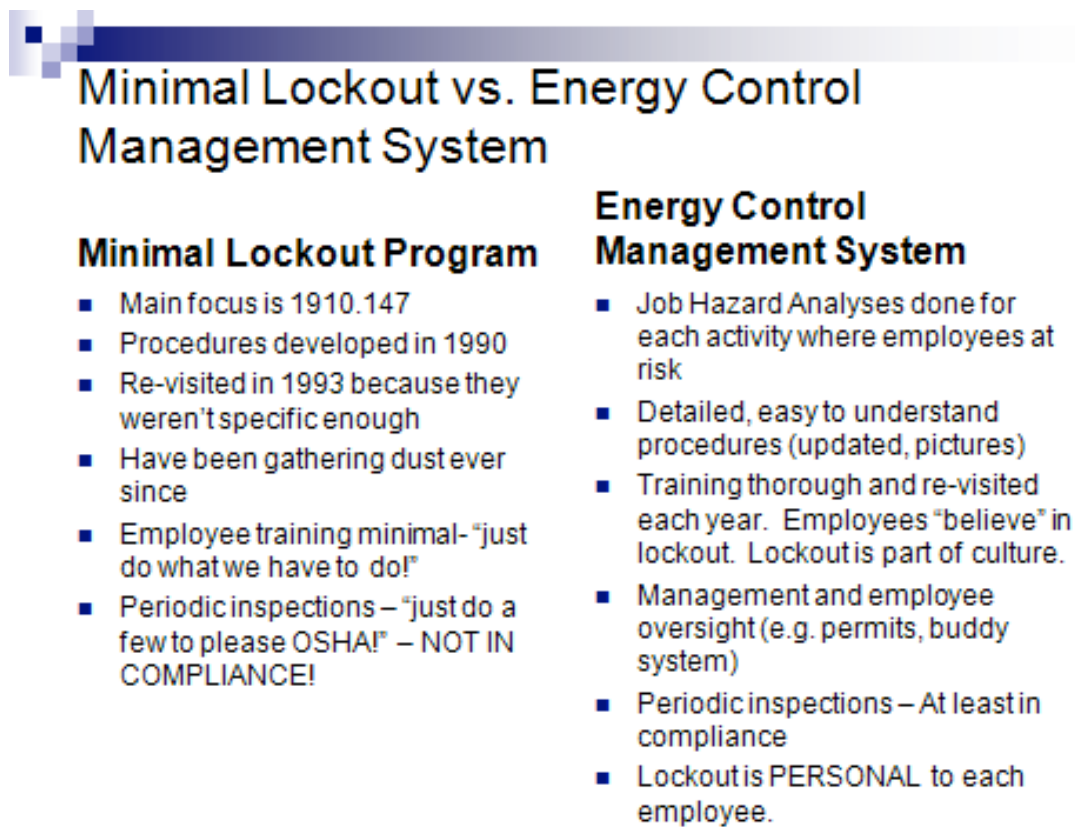 Minimal Lockout vs. Energy Control
Management System
Minimal Lockout Program
Main focus is 1910.147
Procedures developed in 1990
Re-visited in 1993 because they
weren't specific enough
Have been gathering dust ever
since
Employee training minimal- “just
do what we have to do!”
Periodic inspections – “just do a
few to please OSHA!” – NOT IN
COMPLIANCE!
Energy Control
Management System
Job Hazard Analyses done for
each activity where employees at
risk
Detailed, easy to understand
procedures (updated, pictures)
Training thorough and re-visited
each year. Employees “believe” in
lockout. Lockout is part of culture.
Management and employee
oversight (e.g. permits, buddy
system)
Periodic inspections – At least in
compliance
Lockout is PERSONAL to each
employee.